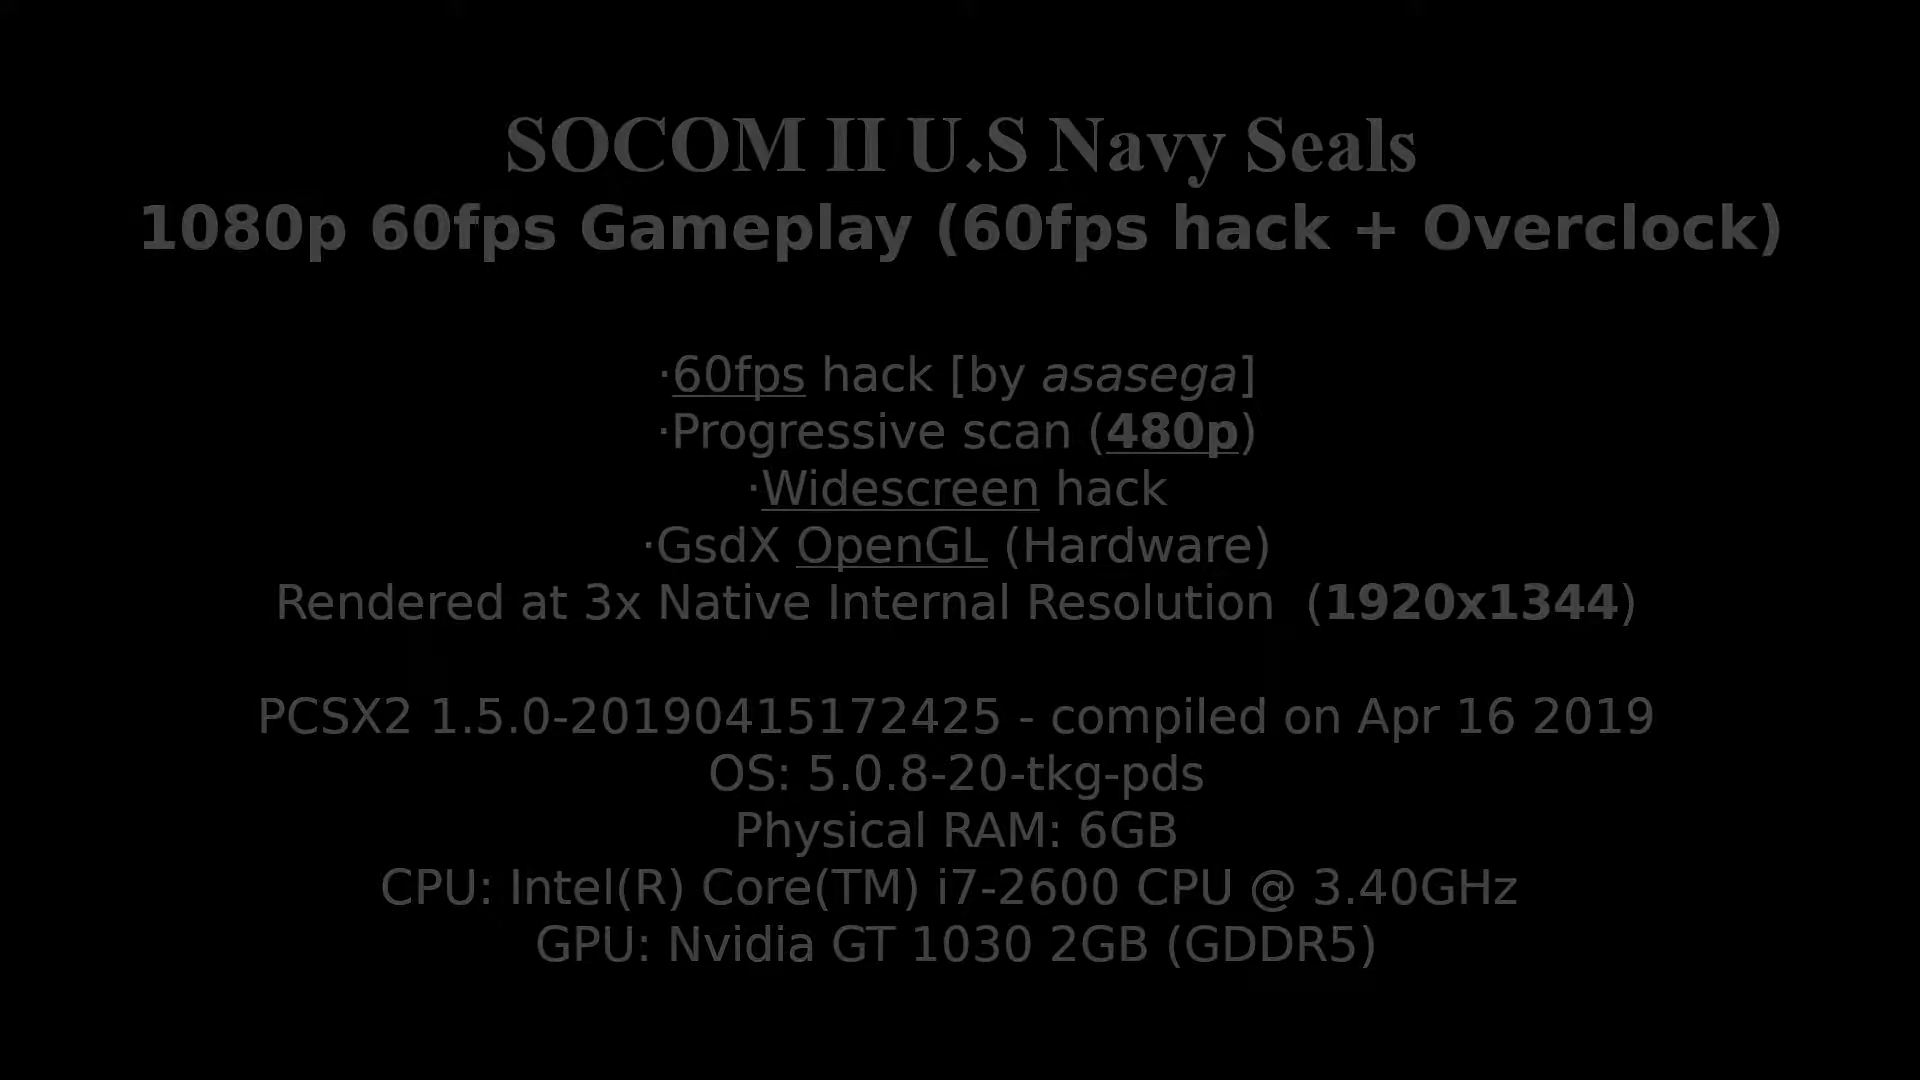 SOCOM II U.S Navy Seals
1080p 60fps Gameplay (60fps hack + Overclock)
·60fps hack [by asasega]
·Progressive scan (480p)
·Widescreen hack
·GsdX OpenGL (Hardware)
Rendered at 3x Native Internal Resolution  (1920x1344)
PCSX2 1.5.0-20190415172425 - compiled on Apr 16 2019
OS: 5.0.8-20-tkg-pds
Physical RAM: 6GB
CPU: Intel(R) Core(TM) i7-2600 CPU @ 3.40GHz
GPU: Nvidia GT 1030 2GB (GDDR5)